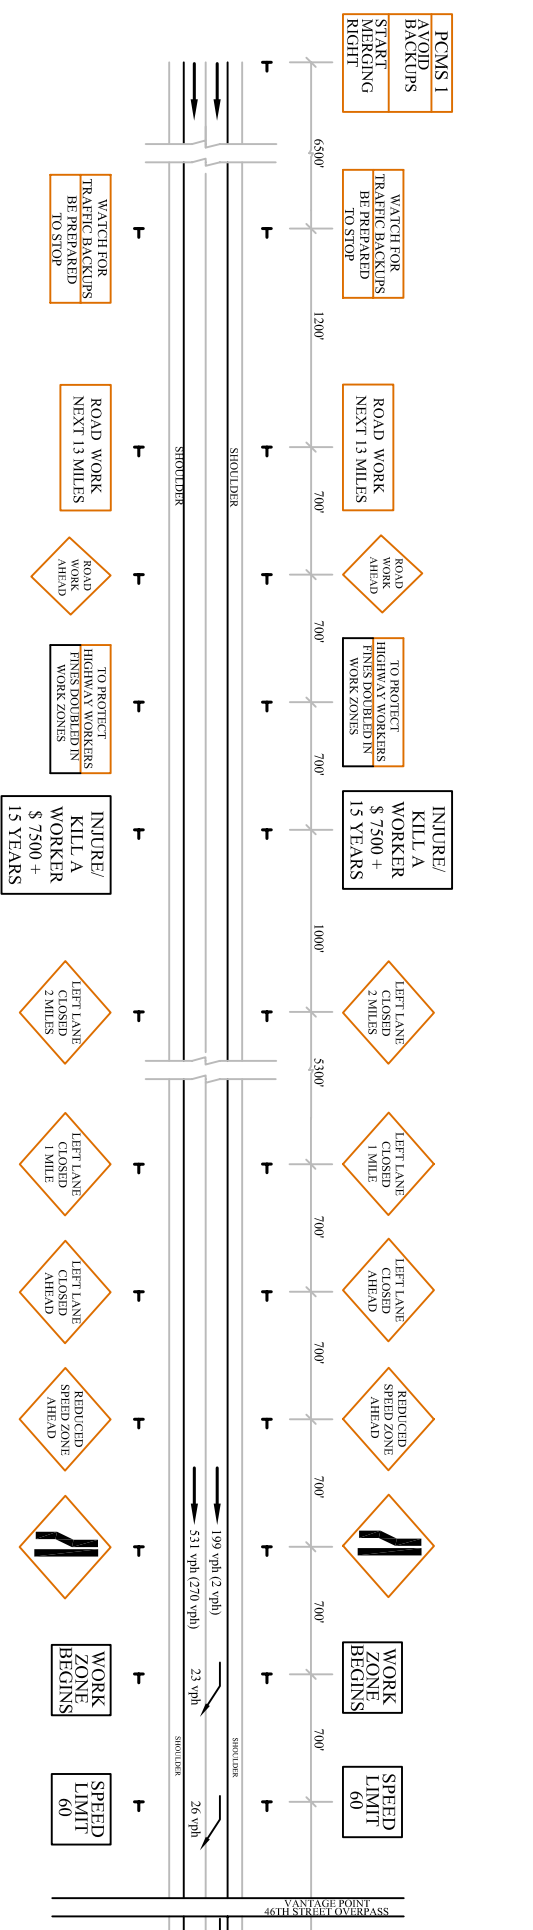 PCMS 1
AVOID
BACKUPS
START
MERGING
RIGHT
6500'
WATCH FOR
TRAFFIC BACKUPS
BE PREPARED
TO STOP
WATCH FOR
TRAFFIC BACKUPS
BE PREPARED
TO STOP
1200'
ROAD WORK
NEXT 13 MILES
SHOULDER
SHOULDER
ROAD WORK
NEXT 13 MILES
700'
ROAD
WORK
AHEAD
ROAD
WORK
AHEAD
700'
TO PROTECT
HIGHWAY WORKERS
FINES DOUBLED IN
WORK ZONES
TO PROTECT
HIGHWAY WORKERS
FINES DOUBLED IN
WORK ZONES
700'
INJURE/
KILL A
WORKER
$ 7500 +
15 YEARS
INJURE/
KILL A
WORKER
$ 7500 +
15 YEARS
1000'
LEFT LANE
CLOSED
2 MILES
LEFT LANE
CLOSED
2 MILES
5300'
LEFT LANE
CLOSED
1 MILE
LEFT LANE
CLOSED
1 MILE
700'
LEFT LANE
CLOSED
AHEAD
LEFT LANE
CLOSED
AHEAD
700'
REDUCED
SPEED ZONE
AHEAD
REDUCED
SPEED ZONE
AHEAD
700'
199 vph (2 vph)
531 vph (270 vph)
700'
WORK
ZONE
BEGINS
23 vph
WORK
ZONE
BEGINS
700'
SHOULDER
SHOULDER
SPEED
LIMIT
60
26 vph
SPEED
LIMIT
60
VANTAGE POINT
46TH STREET OVERPASS